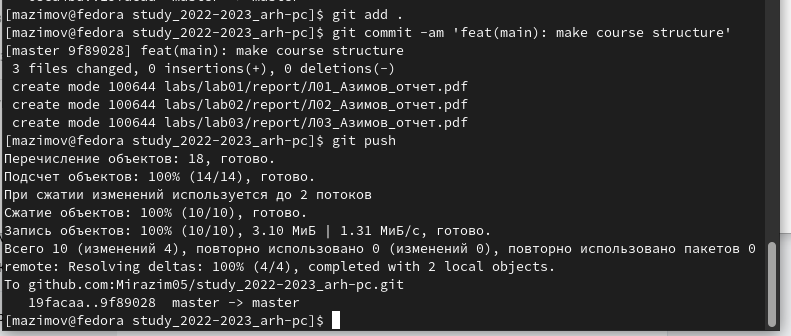 [mazimov@fedora study_2022-2023_arh-pc]$ git add .
[mazimov@fedora study_2022-2023_arh-pc]$ git commit -am 'feat(main): make course structure'
[master 9f89028] feat(main): make course structure
 3 files changed, 0 insertions(+), 0 deletions(-)
 create mode 100644 labs/lab01/report/Л01_Азимов_отчет.pdf
 create mode 100644 labs/lab02/report/Л02_Азимов_отчет.pdf
 create mode 100644 labs/lab03/report/Л03_Азимов_отчет.pdf
[mazimov@fedora study_2022-2023_arh-pc]$ git push
Перечисление объектов: 18, готово.
Подсчет объектов: 100% (14/14), готово.
При сжатии изменений используется до 2 потоков
Сжатие объектов: 100% (10/10), готово.
Запись объектов: 100% (10/10), 3.10 МиБ | 1.31 МиБ/с, готово.
Всего 10 (изменений 4), повторно использовано 0 (изменений 0), повторно использовано пакетов 0
remote: Resolving deltas: 100% (4/4), completed with 2 local objects.
To github.com:Mirazim05/study_2022-2023_arh-pc.git
   19facaa..9f89028  master -> master
[mazimov@fedora study_2022-2023_arh-pc]$